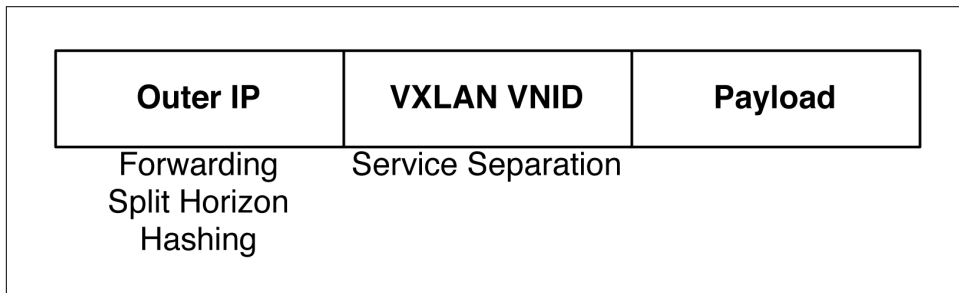 Outer IP VXLAN VNID Payload
Forwarding Service Separation
Split Horizon
Hashing